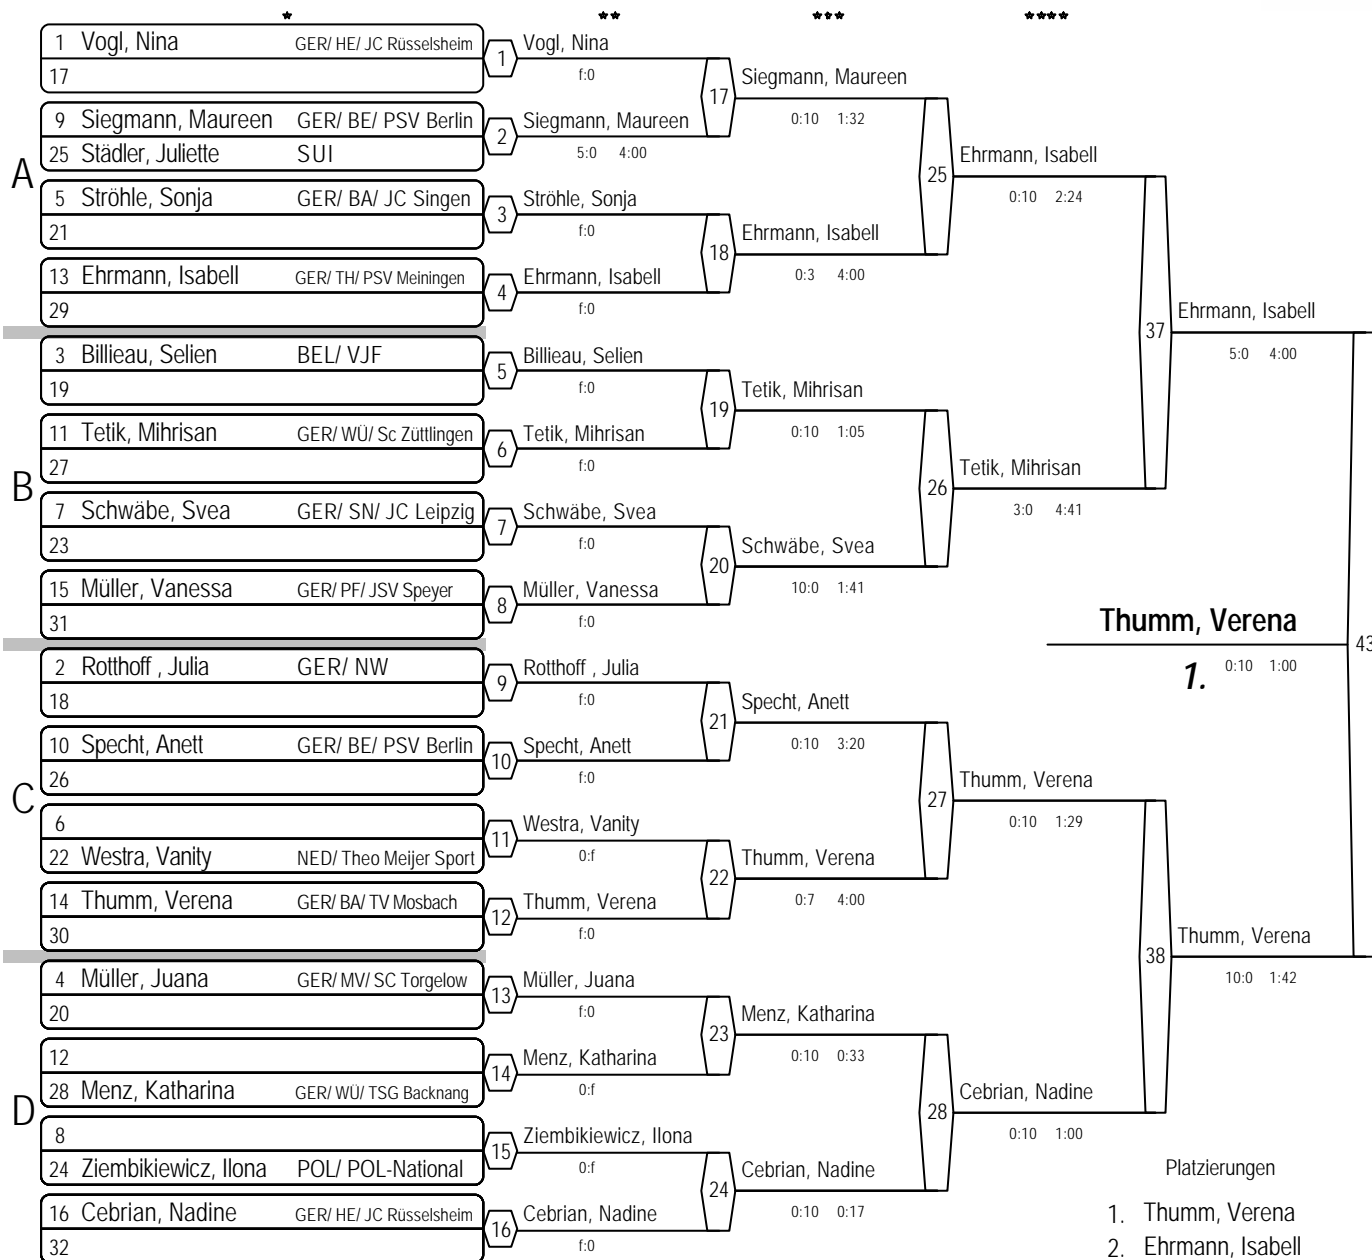 * ** *** ****
A
1 Vogl, Nina GER/ HE/ JC Rüsselsheim
17
9 Siegmann, Maureen GER/ BE/ PSV Berlin
25 Städler, Juliette SUI
5 Ströhle, Sonja GER/ BA/ JC Singen
21
13 Ehrmann, Isabell GER/ TH/ PSV Meiningen
29
B
3 Billieau, Selien BEL/ VJF
19
11 Tetik, Mihrisan GER/ WÜ/ Sc Züttlingen
27
7 Schwäbe, Svea GER/ SN/ JC Leipzig
23
15 Müller, Vanessa GER/ PF/ JSV Speyer
31
C
2 Rotthoff , Julia GER/ NW
18
10 Specht, Anett GER/ BE/ PSV Berlin
26
6
22 Westra, Vanity NED/ Theo Meijer Sport
14 Thumm, Verena GER/ BA/ TV Mosbach
30
D
4 Müller, Juana GER/ MV/ SC Torgelow
20
12
28 Menz, Katharina GER/ WÜ/ TSG Backnang
8
24 Ziembikiewicz, Ilona POL/ POL-National
16 Cebrian, Nadine GER/ HE/ JC Rüsselsheim
32
1 Vogl, Nina
f:0
2 Siegmann, Maureen
5:0 4:00
3 Ströhle, Sonja
f:0
4 Ehrmann, Isabell
f:0
5 Billieau, Selien
f:0
6 Tetik, Mihrisan
f:0
7 Schwäbe, Svea
f:0
8 Müller, Vanessa
f:0
9 Rotthoff , Julia
f:0
10 Specht, Anett
f:0
11 Westra, Vanity
0:f
12 Thumm, Verena
f:0
13 Müller, Juana
f:0
14 Menz, Katharina
0:f
15 Ziembikiewicz, Ilona
0:f
16 Cebrian, Nadine
f:0
17 Siegmann, Maureen
0:10 1:32
18 Ehrmann, Isabell
0:3 4:00
19 Tetik, Mihrisan
0:10 1:05
20 Schwäbe, Svea
10:0 1:41
21 Specht, Anett
0:10 3:20
22 Thumm, Verena
0:7 4:00
23 Menz, Katharina
0:10 0:33
24 Cebrian, Nadine
0:10 0:17
25 Ehrmann, Isabell
0:10 2:24
26 Tetik, Mihrisan
3:0 4:41
27 Thumm, Verena
0:10 1:29
28 Cebrian, Nadine
0:10 1:00
37 Ehrmann, Isabell
5:0 4:00
38 Thumm, Verena
10:0 1:42
Thumm, Verena
43
1. 0:10 1:00
Platzierungen
1. Thumm, Verena
2. Ehrmann, Isabell